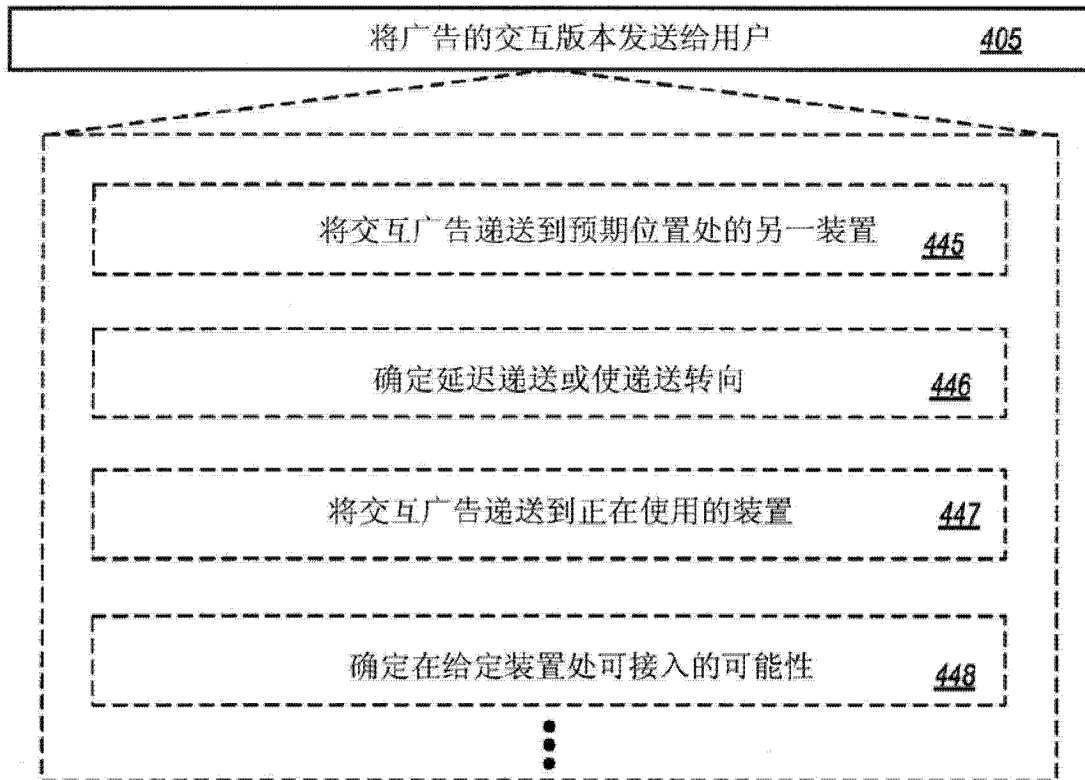 将广告的交互版本发送给用户 405
将交互广告递送到预期位置处的另一装置 445
确定延迟递送或使递送转向 446
将交互广告递送到正在使用的装置 447
确定在给定装置处可接入的可能性 448